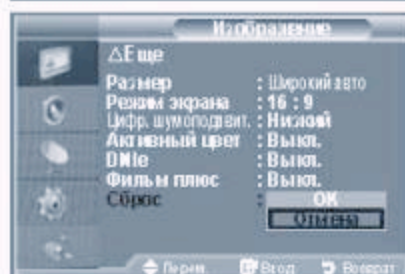 Изображение
△Еще
Размер : Широкий авто
Режим экрана : 16 : 9
Цифр. шумоподавит. : Низкий
Активный цвет : Выкл.
DNIe : Выкл.
Фильм плюс : Выкл.
Сброс : OK
Отмена
Перем. Ввод Возврат